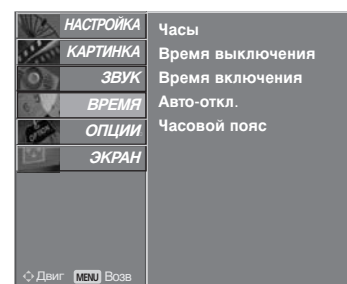 НАСТРОЙКА
КАРТИНКА
ЗВУК
ВРЕМЯ
ОПЦИИ
ЭКРАН
Часы
Время выключения
Время включения
Авто-откл.
Часовой пояс
Двиг MENU Возв